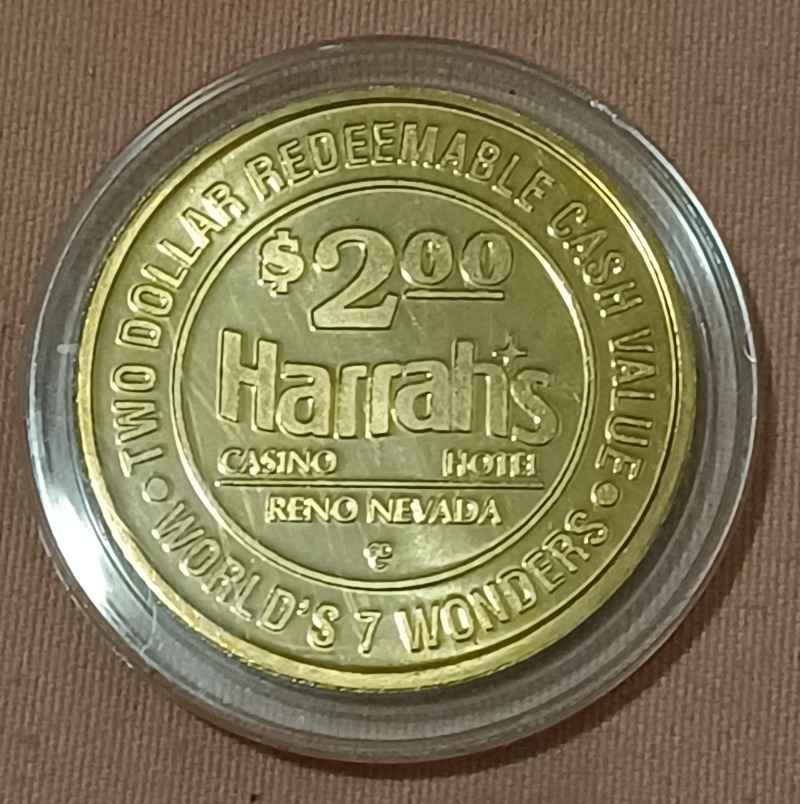 TWO DOLLAR REDEEMABLE CASH VALUE
$2.00
Harrah's
CASINO HOTEL
RENO NEVADA
• WORLD'S 7 WONDERS •